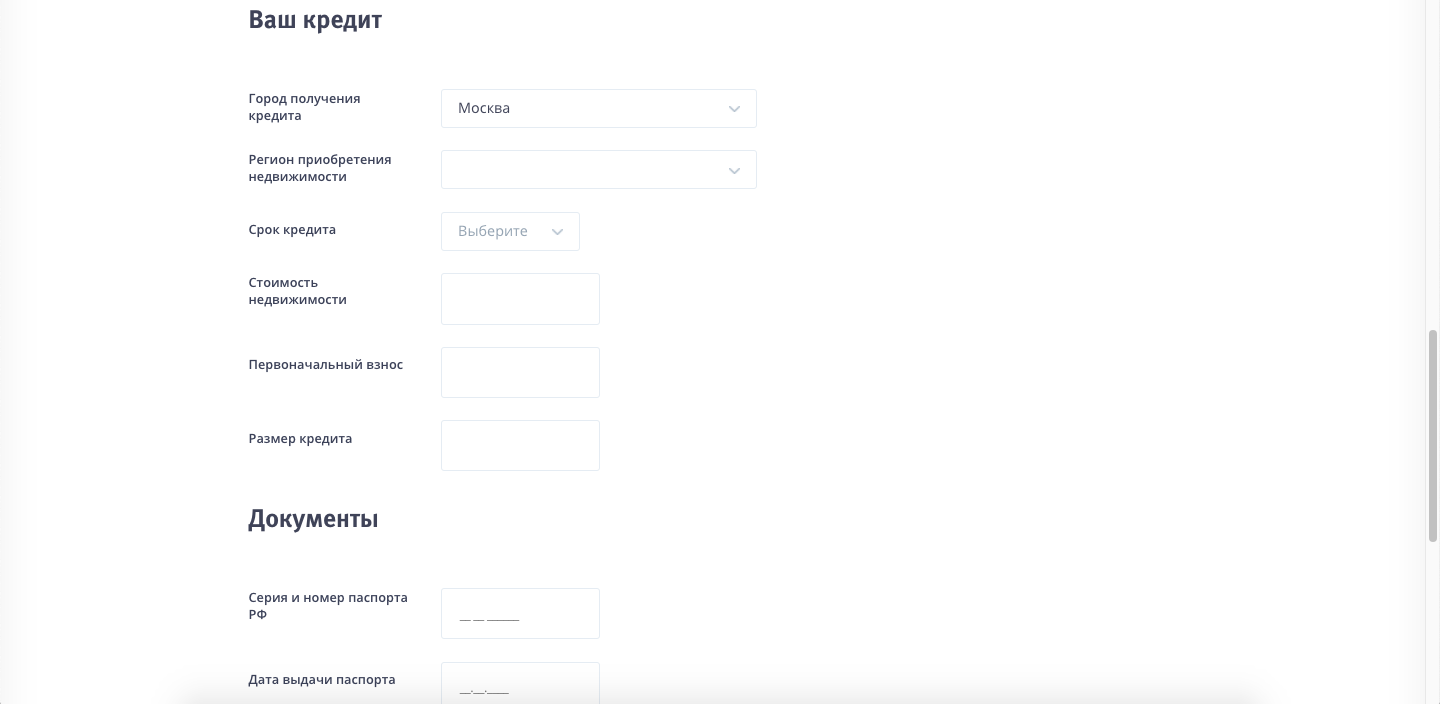 Ваш кредит
Город получения
кредита
Москва
Регион приобретения
недвижимости
Срок кредита
Выберите
Стоимость
недвижимости
Первоначальный взнос
Размер кредита
Документы
Серия и номер паспорта
РФ
__ __ ______
Дата выдачи паспорта
__.__.____